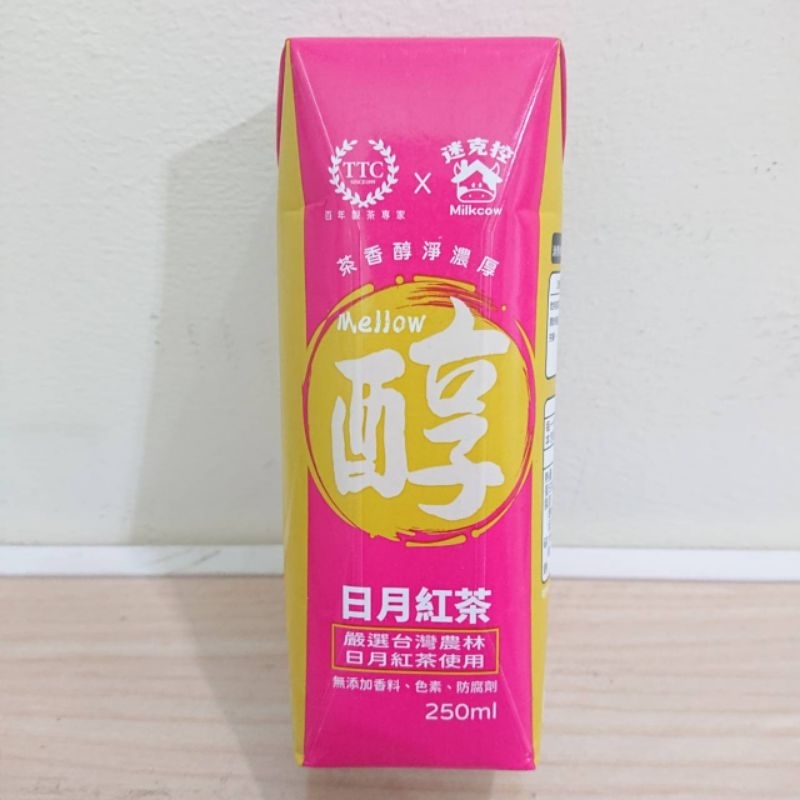 TTC
SINCE 1899
百年製茶專家
X
迷克控
Milkcow
茶香醇淨濃厚
Mellow
醇
日月紅茶
嚴選台灣農林
日月紅茶使用
無添加香料、色素、防腐劑
250ml